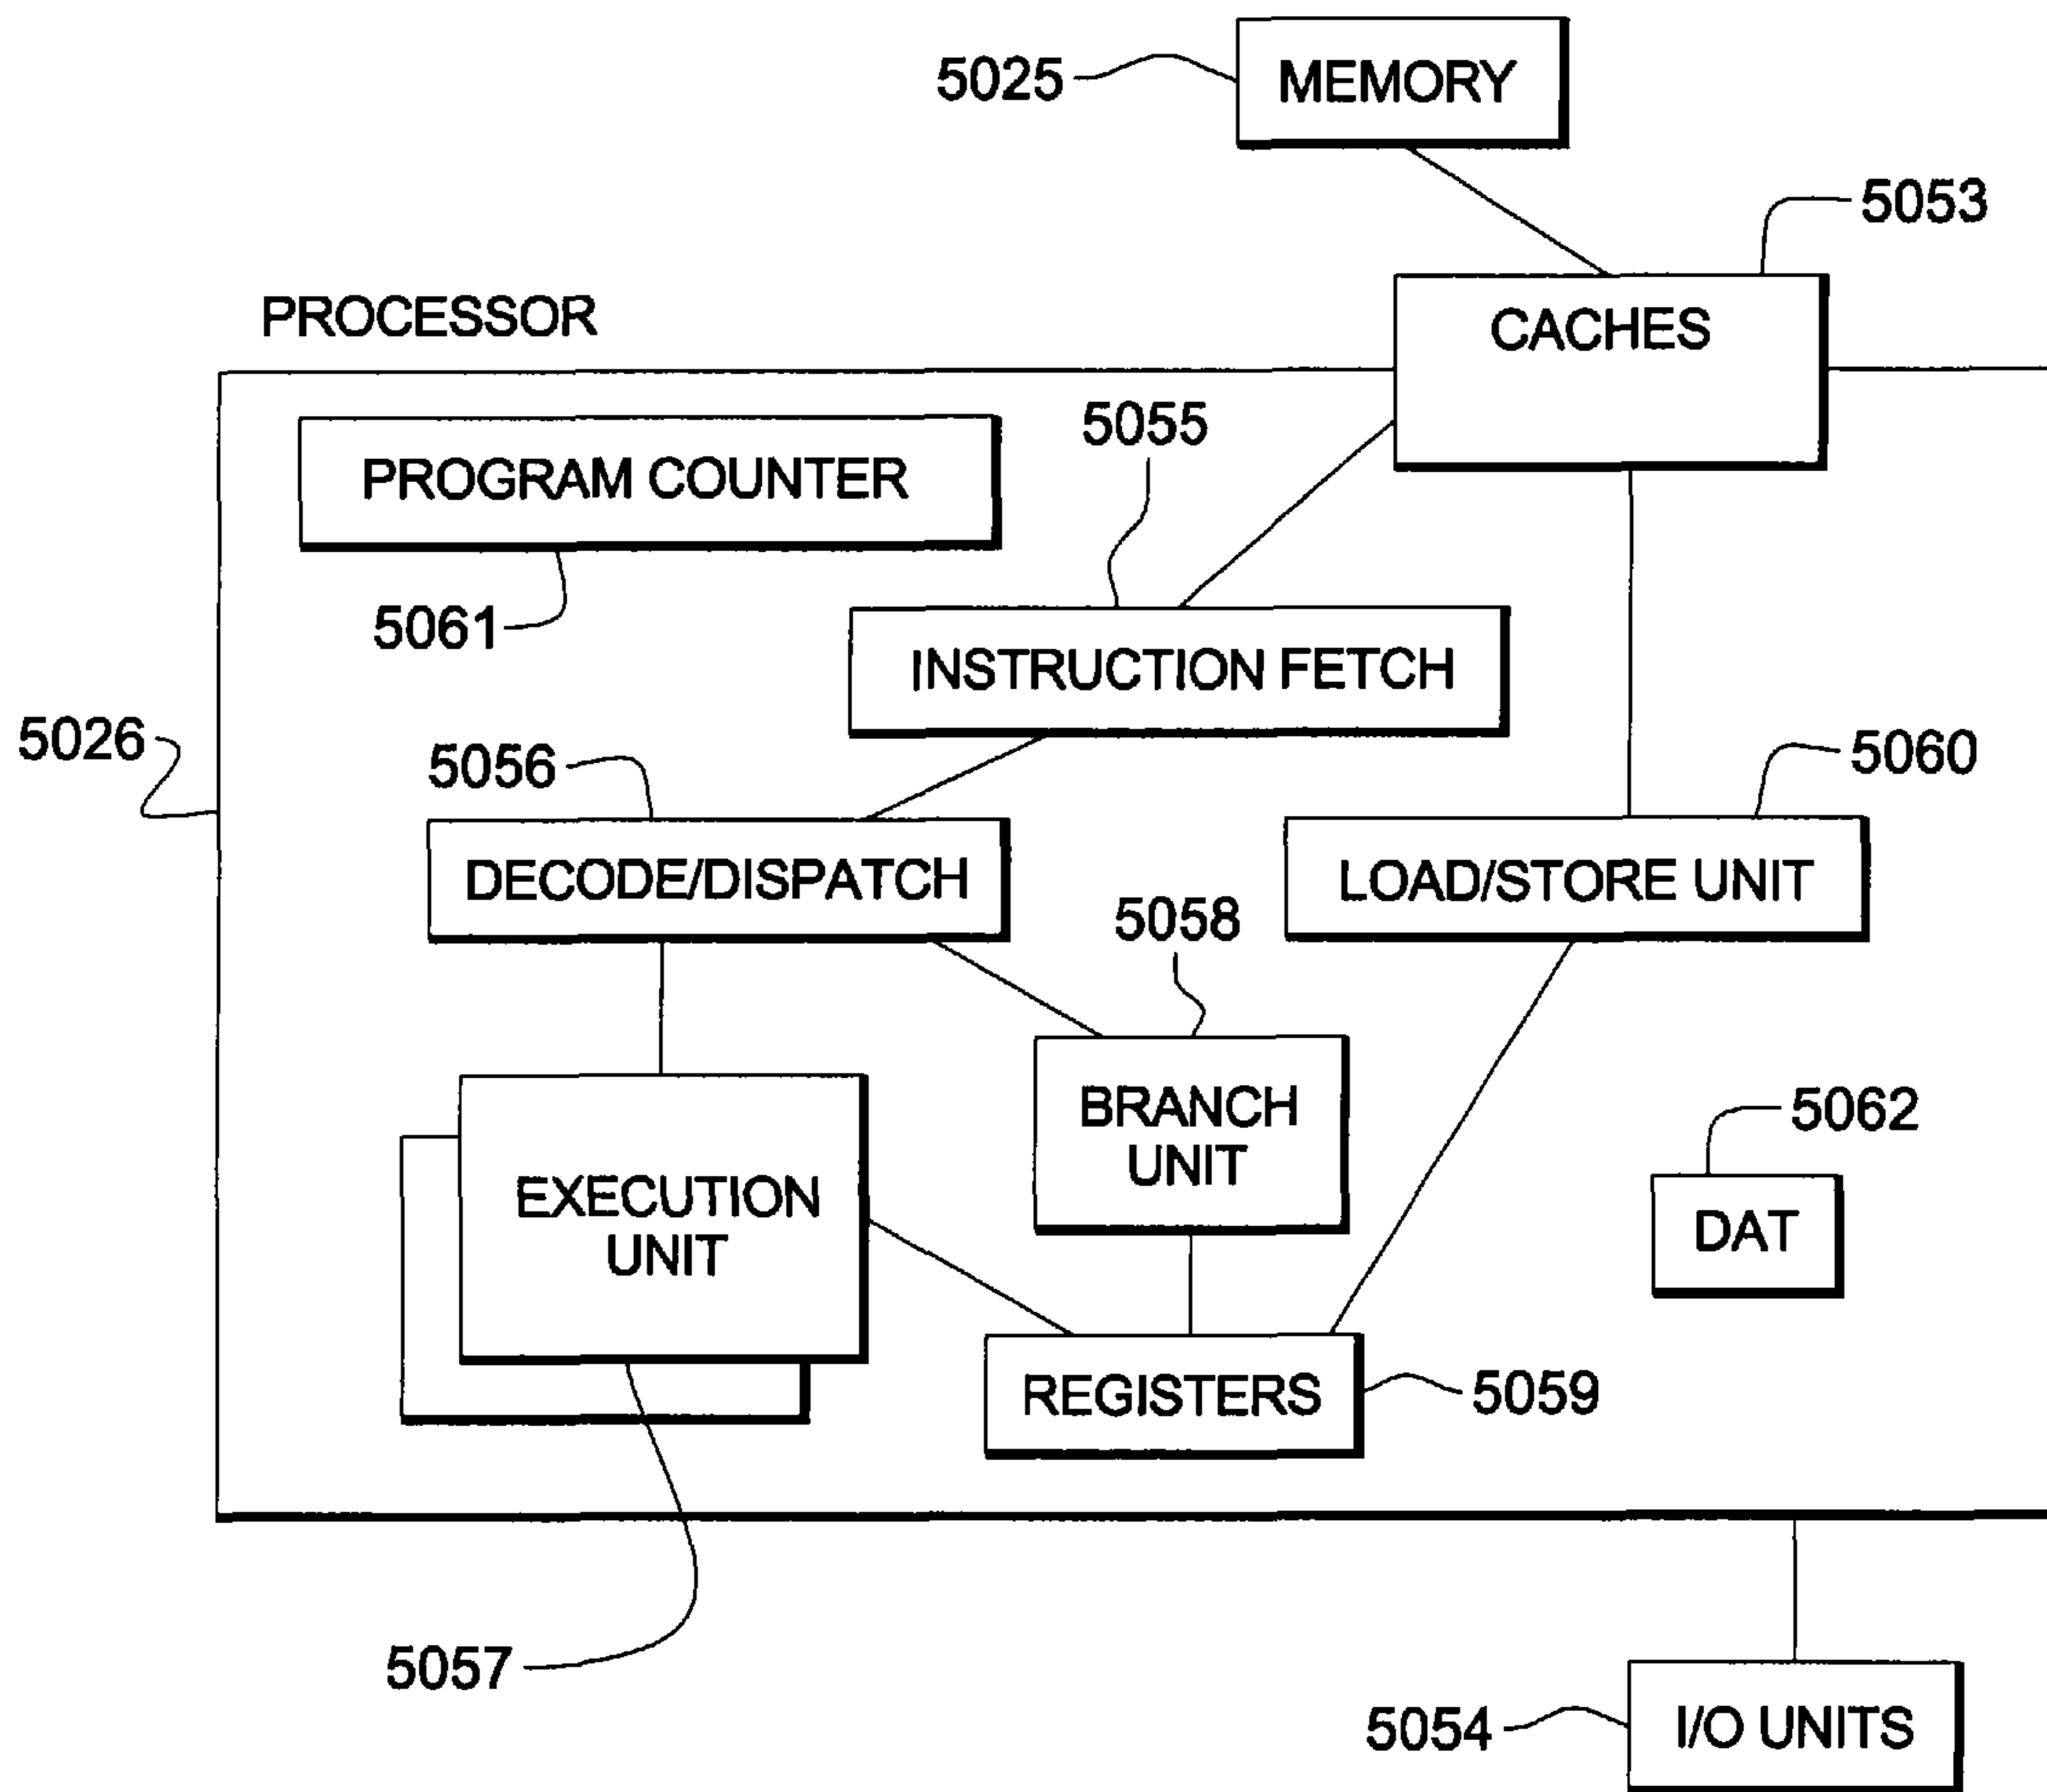 5025
MEMORY
5053
PROCESSOR
CACHES
5055
PROGRAM COUNTER
5061
INSTRUCTION FETCH
5026
5056
5060
DECODE/DISPATCH
LOAD/STORE UNIT
5058
BRANCH
UNIT
5062
EXECUTION
UNIT
DAT
REGISTERS
5059
5057
5054
I/O UNITS